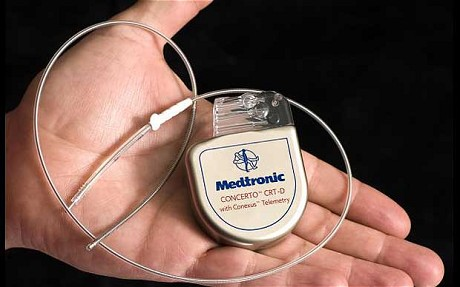 Medtronic
CONCERTO™ CRT-D
with Conexus™ Telemetry